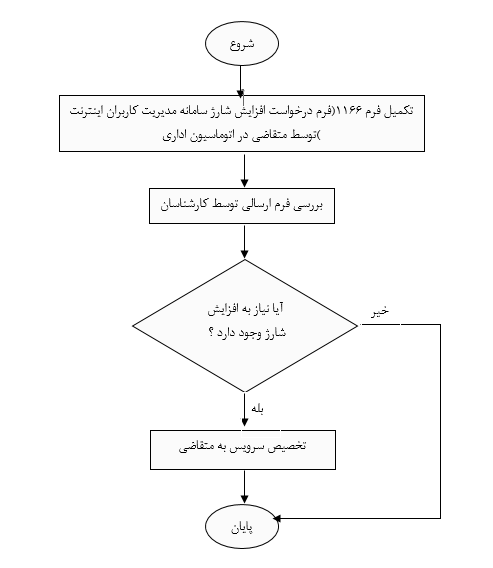 شروع
تکمیل فرم ۱۱۶۶(فرم درخواست افزایش شارژ سامانه مدیریت کاربران اینترنت
)توسط متقاضی در اتوماسیون اداری
بررسی فرم ارسالی توسط کارشناسان
آیا نیاز به افزایش
شارژ وجود دارد ؟
خیر
بله
تخصیص سرویس به متقاضی
پایان